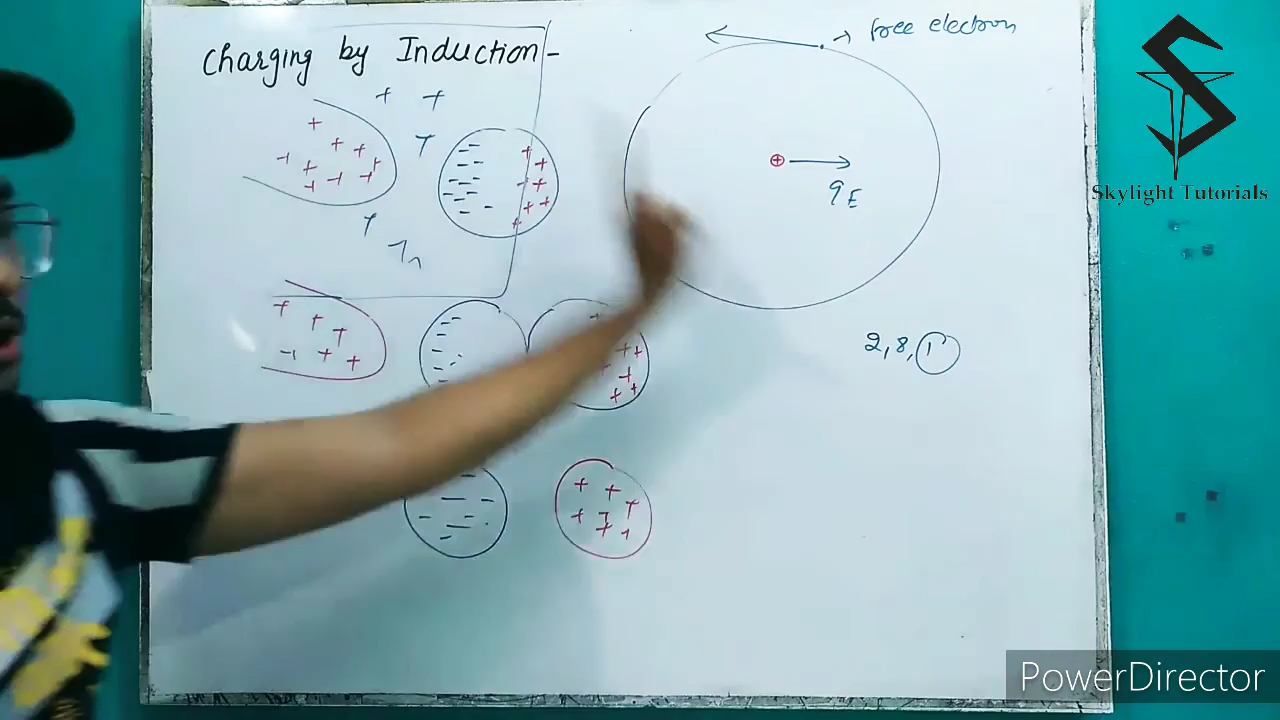 Charging by Induction -
free electron
qE
2, 8, 1
Skylight Tutorials
PowerDirector